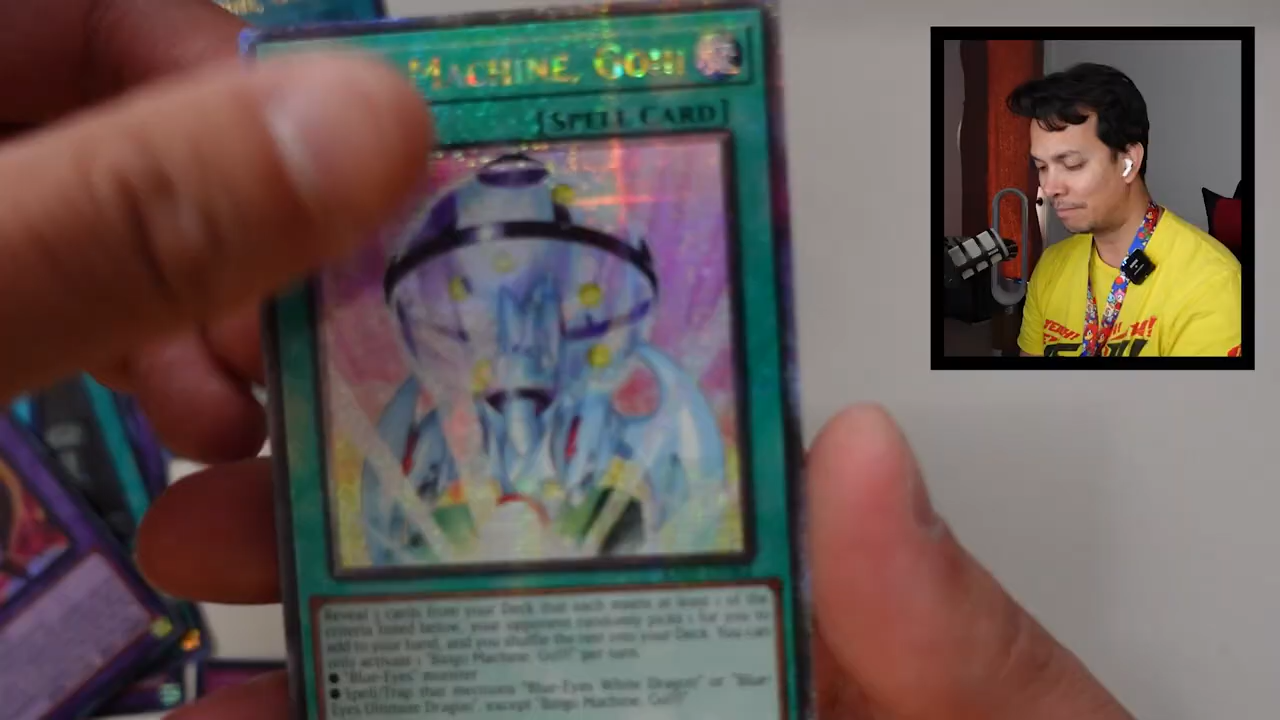 Machine, Go!!!
[Spell Card]
Reveal 3 cards from your Deck that each meets at least 1 of the
criteria listed below, your opponent randomly picks 1 for you to
add to your hand, and you shuffle the rest into your Deck. You can
only activate 1 "Bingo Machine, Go!!!" per turn.
● "Blue-Eyes" monster
● Spell/Trap that mentions "Blue-Eyes White Dragon" or "Blue-
Eyes Ultimate Dragon", except "Bingo Machine, Go!!!"